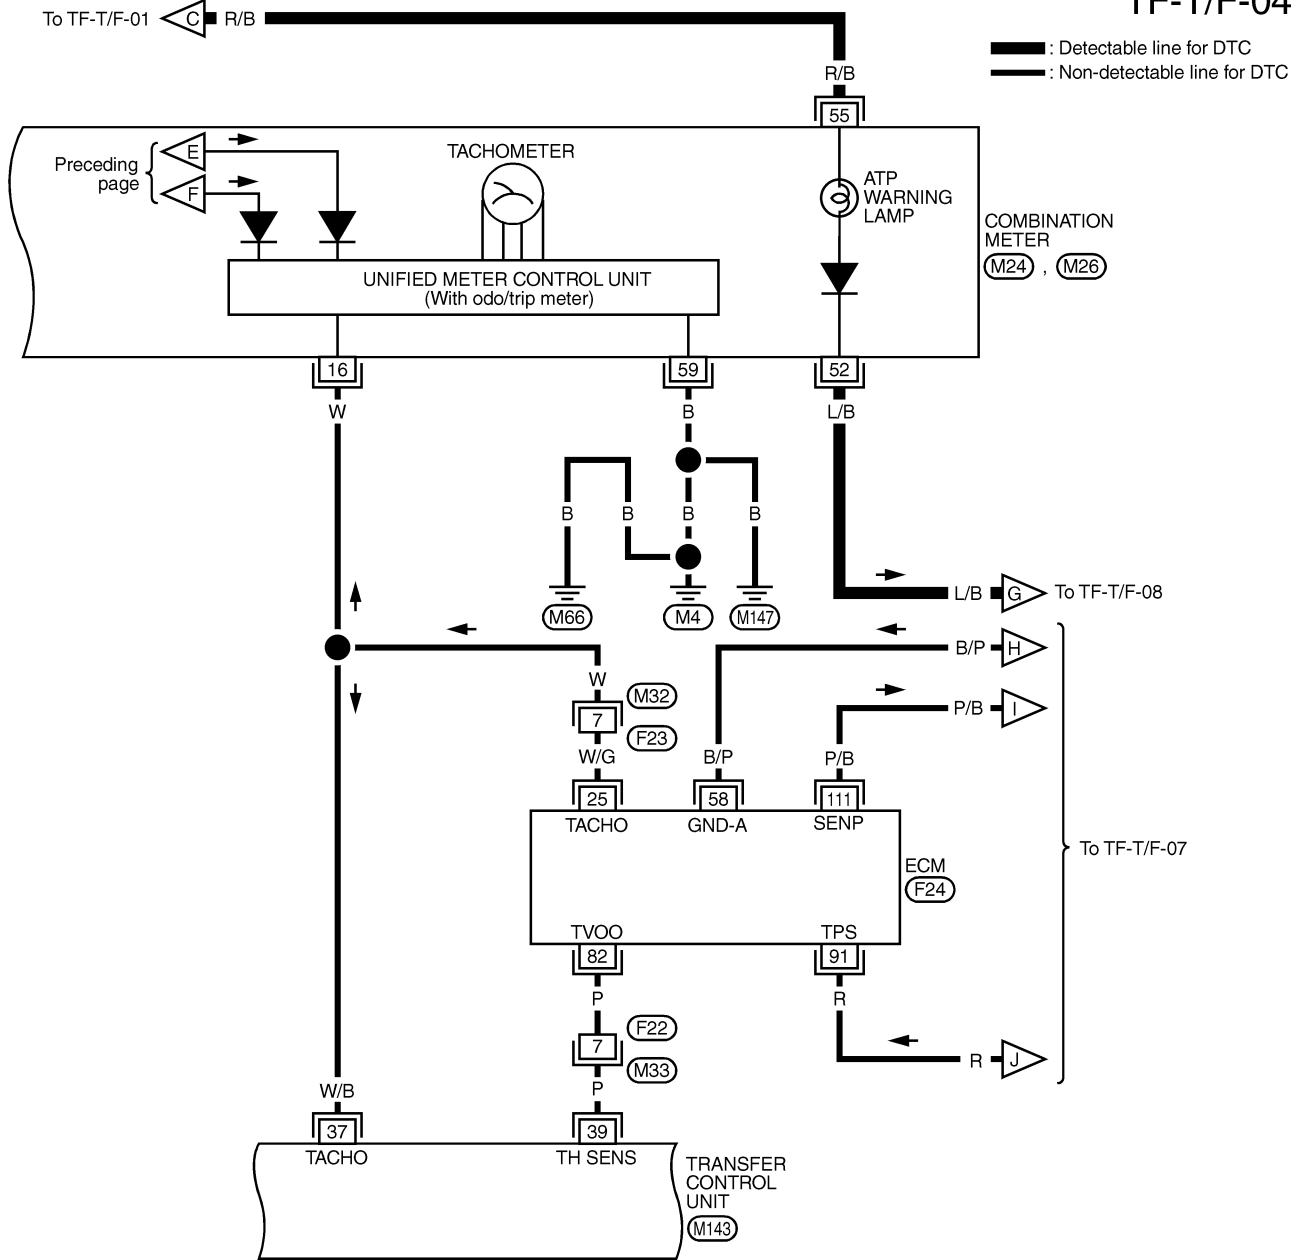 TF-T/F-04
To TF-T/F-01 C R/B
: Detectable line for DTC
: Non-detectable line for DTC
R/B
55
Preceding
page
E
F
TACHOMETER
ATP
WARNING
LAMP
COMBINATION
METER
M24 , M26
UNIFIED METER CONTROL UNIT
(With odo/trip meter)
16 59 52
W B L/B
B B B B
M66 M4 M147
L/B G To TF-T/F-08
B/P H
P/B I
W
M32
7
F23
W/G B/P P/B
25 58 111
TACHO GND-A SENP
To TF-T/F-07
ECM
F24
TVOO TPS
82 91
P R
F22
7
M33
R J
P
W/B
37 39
TACHO TH SENS
TRANSFER
CONTROL
UNIT
M143